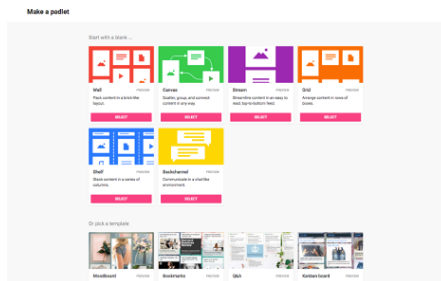 Make a padlet
Start with a blank ...
Wall PREVIEW
Pack content in a brick-like
layout.
SELECT
Canvas PREVIEW
Scatter, group, and connect
content in any way.
SELECT
Stream PREVIEW
Streamline content in an easy to
read, top-to-bottom feed.
SELECT
Grid PREVIEW
Arrange content in rows of
boxes.
SELECT
Shelf PREVIEW
Stack content in a series of
columns.
SELECT
Backchannel PREVIEW
Communicate in a chat-like
environment.
SELECT
Or pick a template
Moodboard PREVIEW
Bookmarks PREVIEW
Q&A PREVIEW
Kanban board PREVIEW